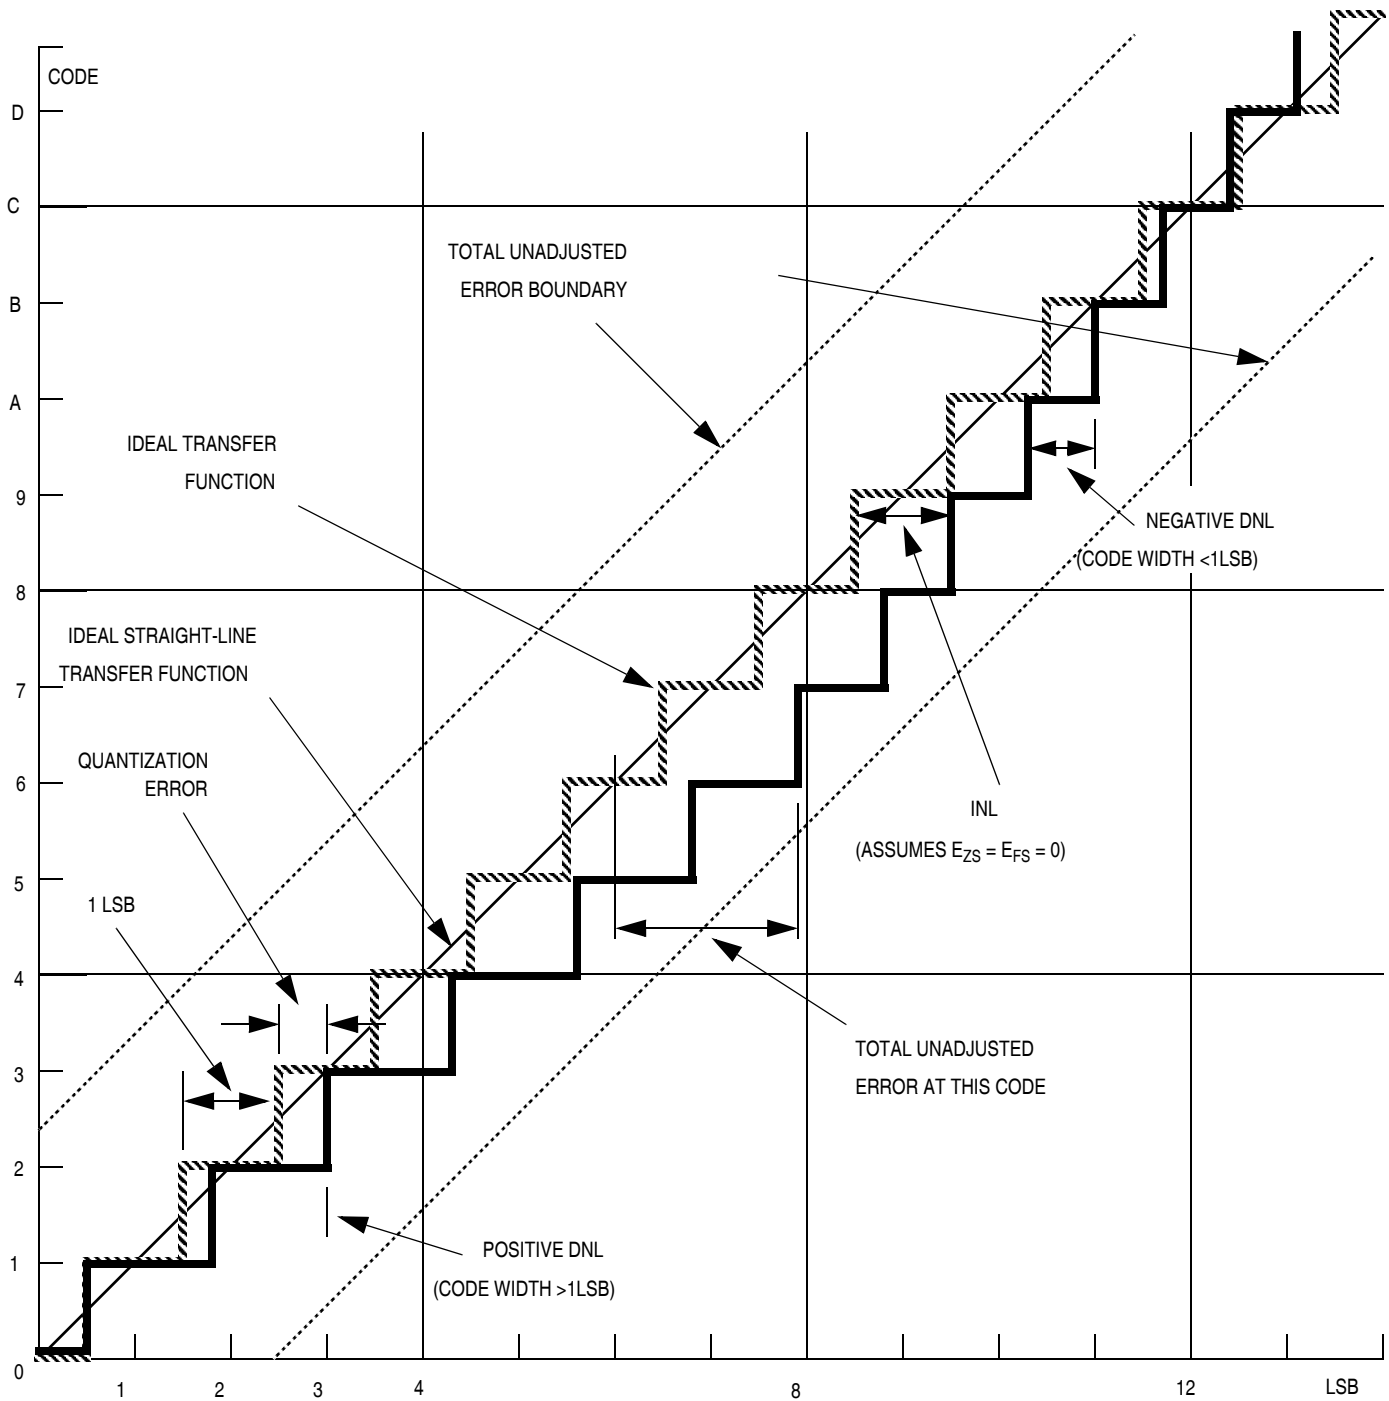 CODE
D
C
TOTAL UNADJUSTED
ERROR BOUNDARY
B
A
IDEAL TRANSFER
FUNCTION
9
NEGATIVE DNL
(CODE WIDTH <1LSB)
8
IDEAL STRAIGHT-LINE
TRANSFER FUNCTION
7
QUANTIZATION
ERROR
6
INL
(ASSUMES EZS = EFS = 0)
5
1 LSB
4
TOTAL UNADJUSTED
ERROR AT THIS CODE
3
2
POSITIVE DNL
(CODE WIDTH >1LSB)
1
0
1 2 3 4 8 12 LSB